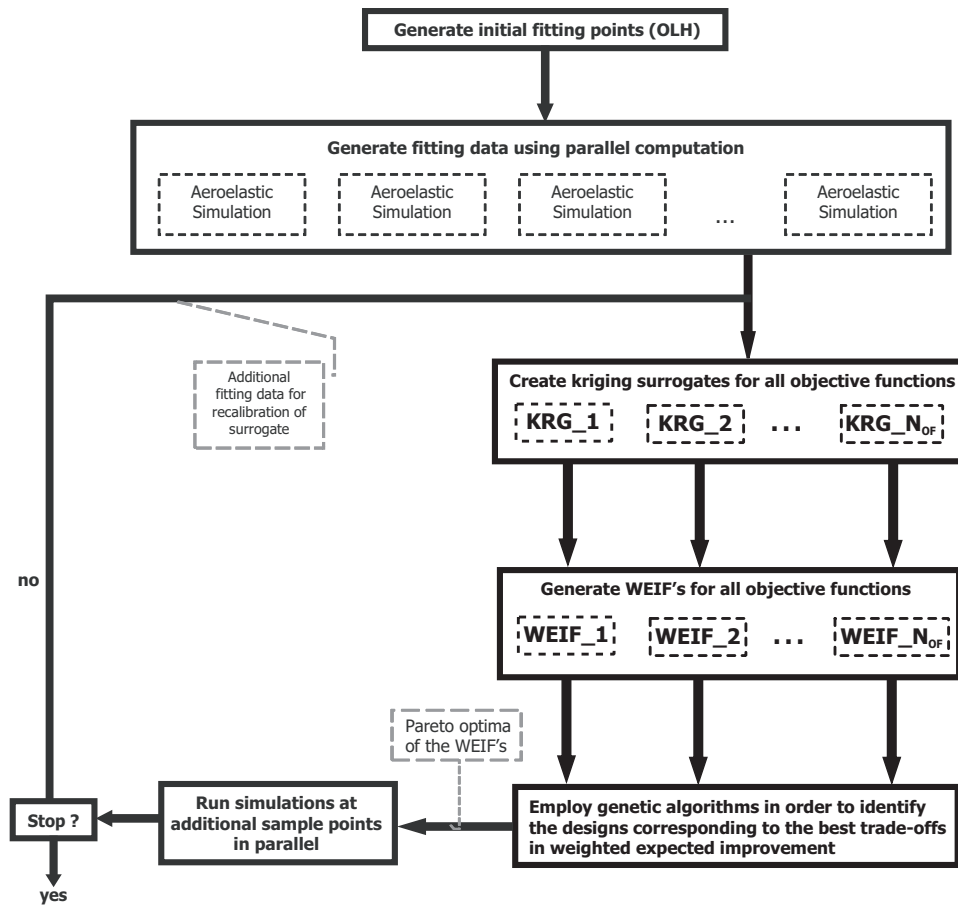 Generate initial fitting points (OLH)
Generate fitting data using parallel computation
Aeroelastic
Simulation
Aeroelastic
Simulation
Aeroelastic
Simulation
...
Aeroelastic
Simulation
Additional
fitting data for
recalibration of
surrogate
Create kriging surrogates for all objective functions
KRG_1
KRG_2
...
KRG_NOF
no
Generate WEIF's for all objective functions
WEIF_1
WEIF_2
...
WEIF_NOF
Pareto optima
of the WEIF's
Employ genetic algorithms in order to identify
the designs corresponding to the best trade-offs
in weighted expected improvement
Run simulations at
additional sample points
in parallel
Stop ?
yes